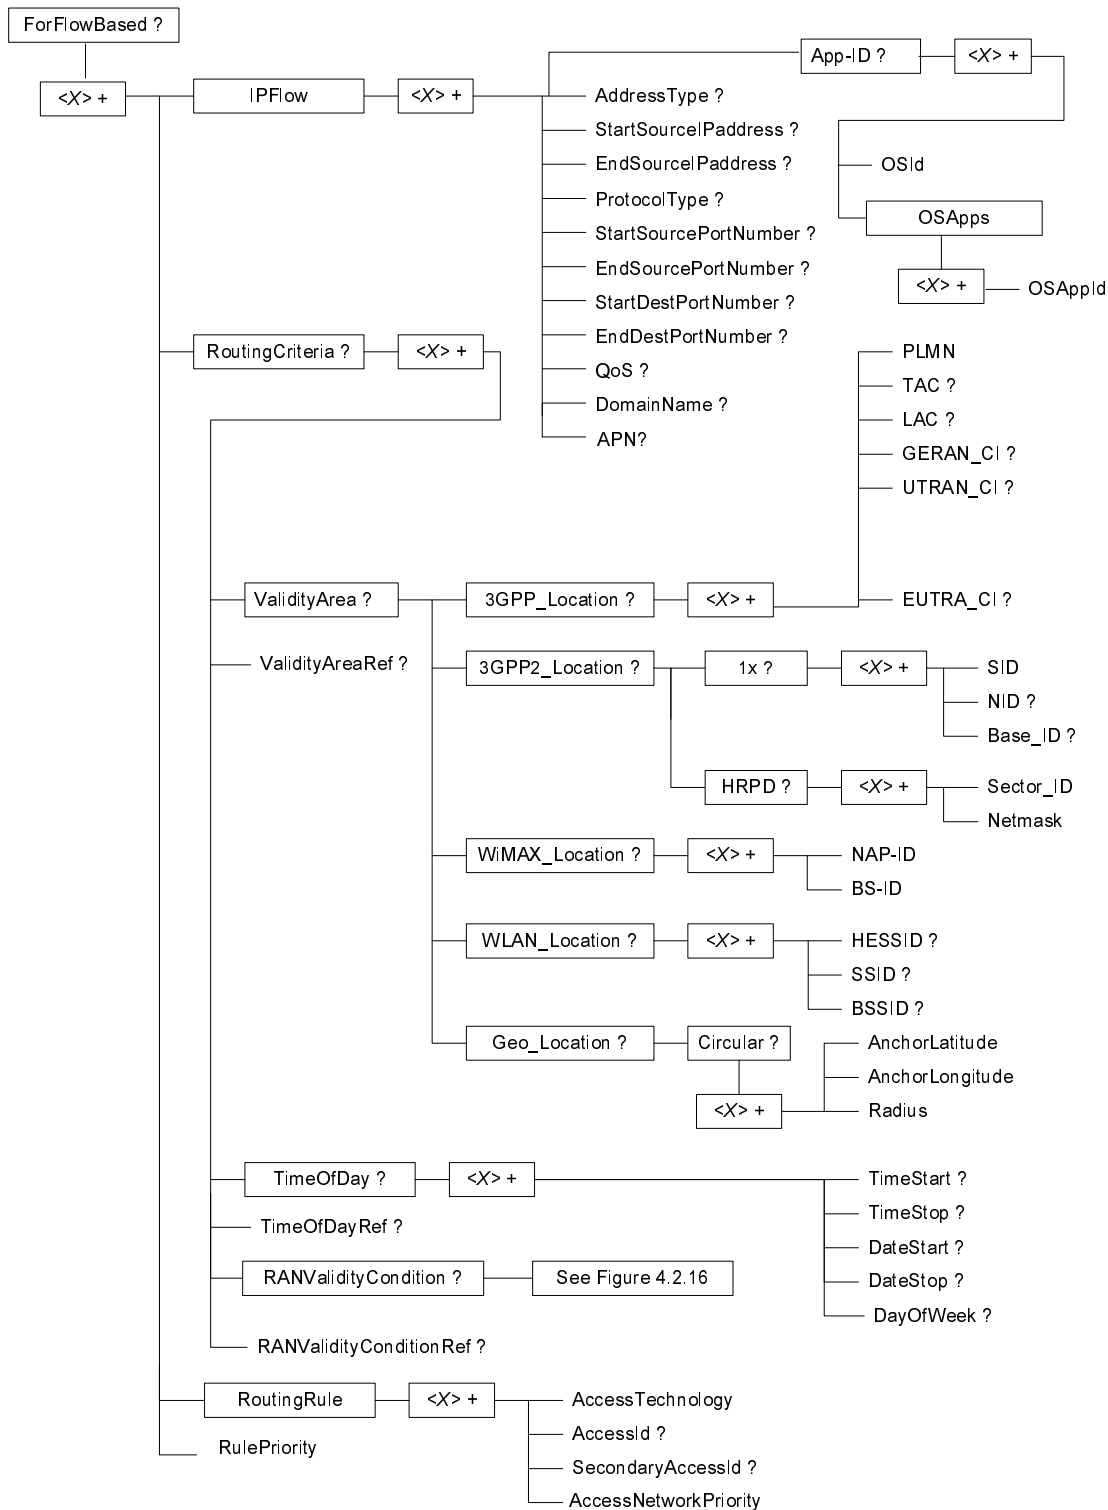 ForFlowBased ?
<X> +
IPFlow
<X> +
App-ID ?
<X> +
AddressType ?
StartSourceIPaddress ?
EndSourceIPaddress ?
ProtocolType ?
StartSourcePortNumber ?
EndSourcePortNumber ?
StartDestPortNumber ?
EndDestPortNumber ?
QoS ?
DomainName ?
APN?
OSId
OSApps
<X> +
OSAppId
RoutingCriteria ?
<X> +
ValidityArea ?
3GPP_Location ?
<X> +
PLMN
TAC ?
LAC ?
GERAN_CI ?
UTRAN_CI ?
EUTRA_CI ?
ValidityAreaRef ?
3GPP2_Location ?
1x ?
<X> +
SID
NID ?
Base_ID ?
HRPD ?
<X> +
Sector_ID
Netmask
WiMAX_Location ?
<X> +
NAP-ID
BS-ID
WLAN_Location ?
<X> +
HESSID ?
SSID ?
BSSID ?
Geo_Location ?
Circular ?
<X> +
AnchorLatitude
AnchorLongitude
Radius
TimeOfDay ?
<X> +
TimeStart ?
TimeStop ?
DateStart ?
DateStop ?
DayOfWeek ?
TimeOfDayRef ?
RANValidityCondition ?
See Figure 4.2.16
RANValidityConditionRef ?
RoutingRule
<X> +
AccessTechnology
AccessId ?
SecondaryAccessId ?
AccessNetworkPriority
RulePriority